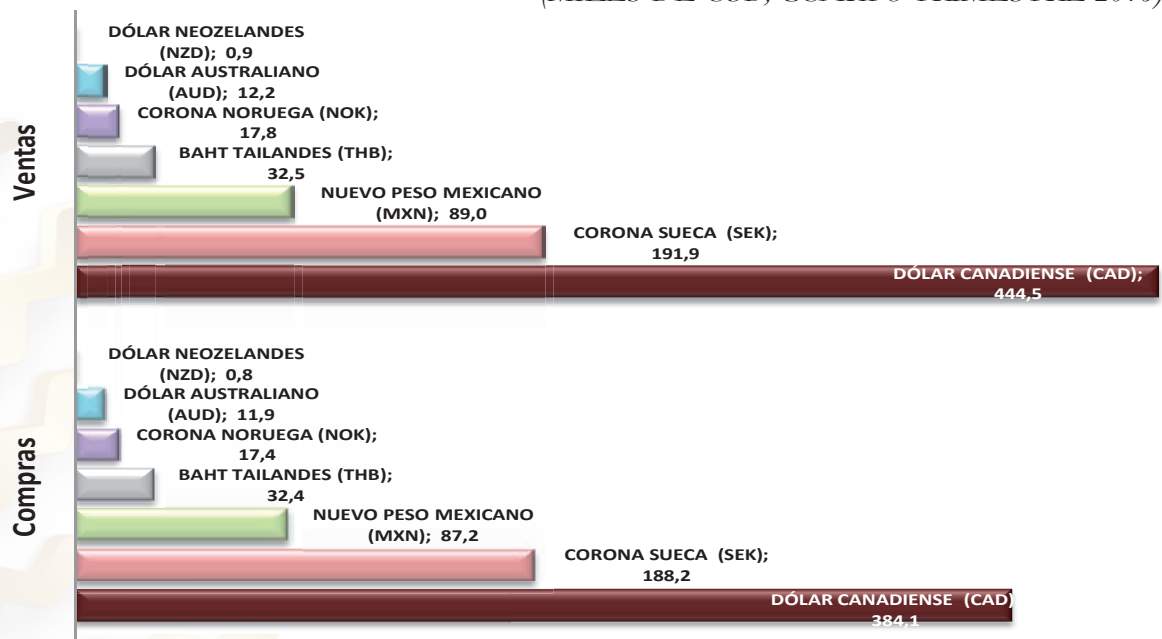 DÓLAR NEOZELANDES
(NZD); 0,9
DÓLAR AUSTRALIANO
(AUD); 12,2
CORONA NORUEGA (NOK);
17,8
BAHT TAILANDES (THB);
32,5
NUEVO PESO MEXICANO
(MXN); 89,0
CORONA SUECA (SEK);
191,9
DÓLAR CANADIENSE (CAD);
444,5
Ventas
DÓLAR NEOZELANDES
(NZD); 0,8
DÓLAR AUSTRALIANO
(AUD); 11,9
CORONA NORUEGA (NOK);
17,4
BAHT TAILANDES (THB);
32,4
NUEVO PESO MEXICANO
(MXN); 87,2
CORONA SUECA (SEK);
188,2
DÓLAR CANADIENSE (CAD)
384,1
Compras